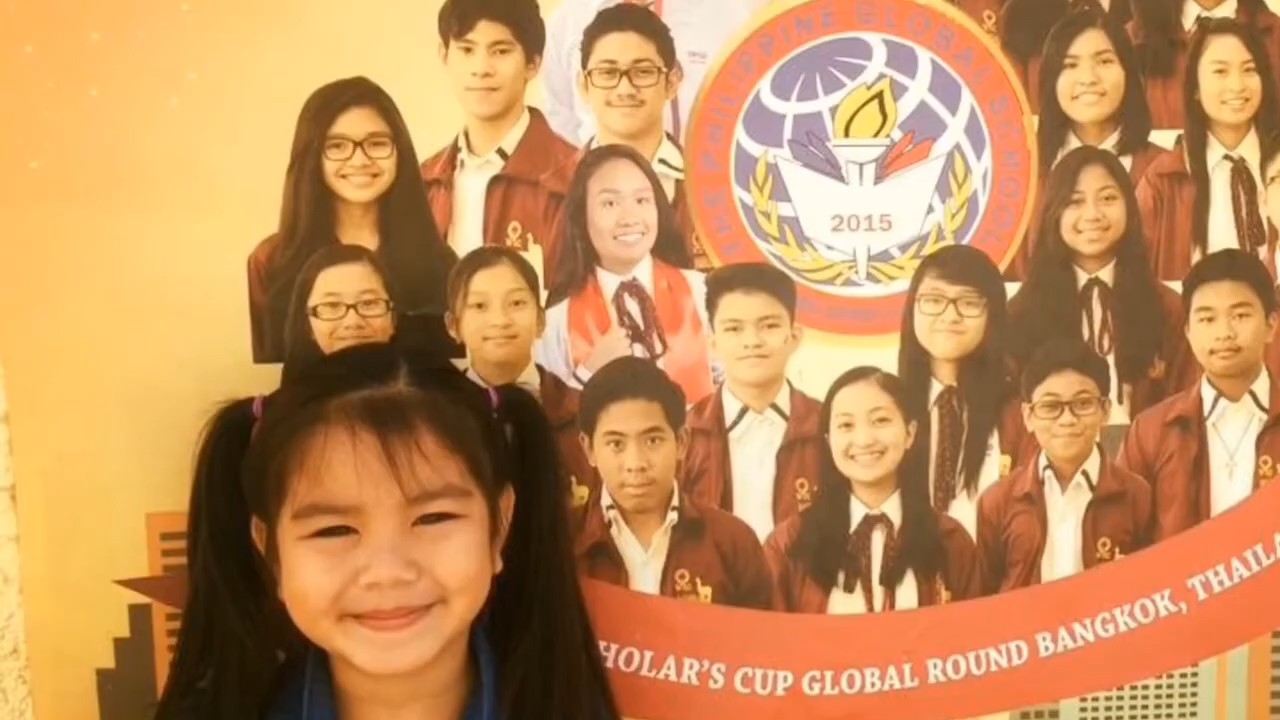 THE PHILIPPINE GLOBAL SCHOOL
2015
HOLAR'S CUP GLOBAL ROUND BANGKOK, THAILA